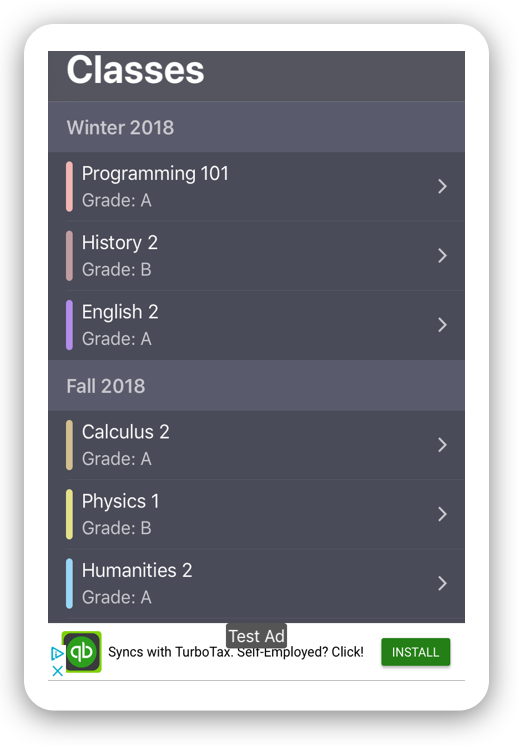 Classes
Winter 2018
Programming 101
Grade: A
History 2
Grade: B
English 2
Grade: A
Fall 2018
Calculus 2
Grade: A
Physics 1
Grade: B
Humanities 2
Grade: A
Test Ad
qb
Syncs with TurboTax. Self-Employed? Click!
INSTALL